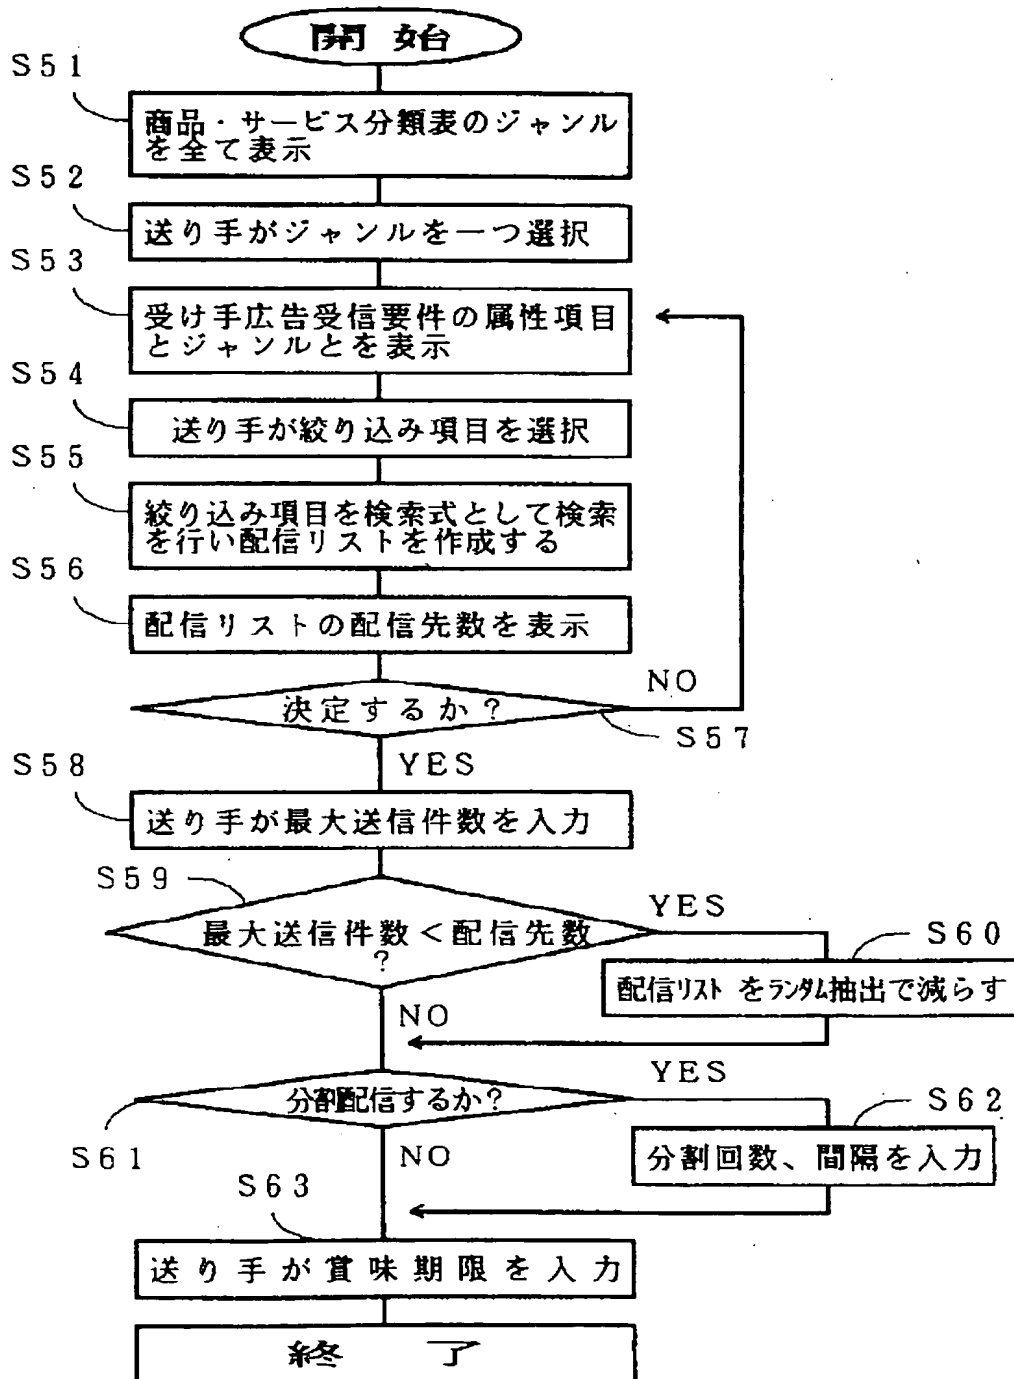 開始
S51
商品・サービス分類表のジャンル
を全て表示
S52
送り手がジャンルを一つ選択
S53
受け手広告受信要件の属性項目
とジャンルとを表示
S54
送り手が絞り込み項目を選択
S55
絞り込み項目を検索式として検索
を行い配信リストを作成する
S56
配信リストの配信先数を表示
NO
決定するか?
S57
YES
S58
送り手が最大送信件数を入力
S59
最大送信件数<配信先数
?
YES
S60
配信リストをランダム抽出で減らす
NO
分割配信するか?
YES
S61
S62
分割回数、間隔を入力
NO
S63
送り手が賞味期限を入力
終了